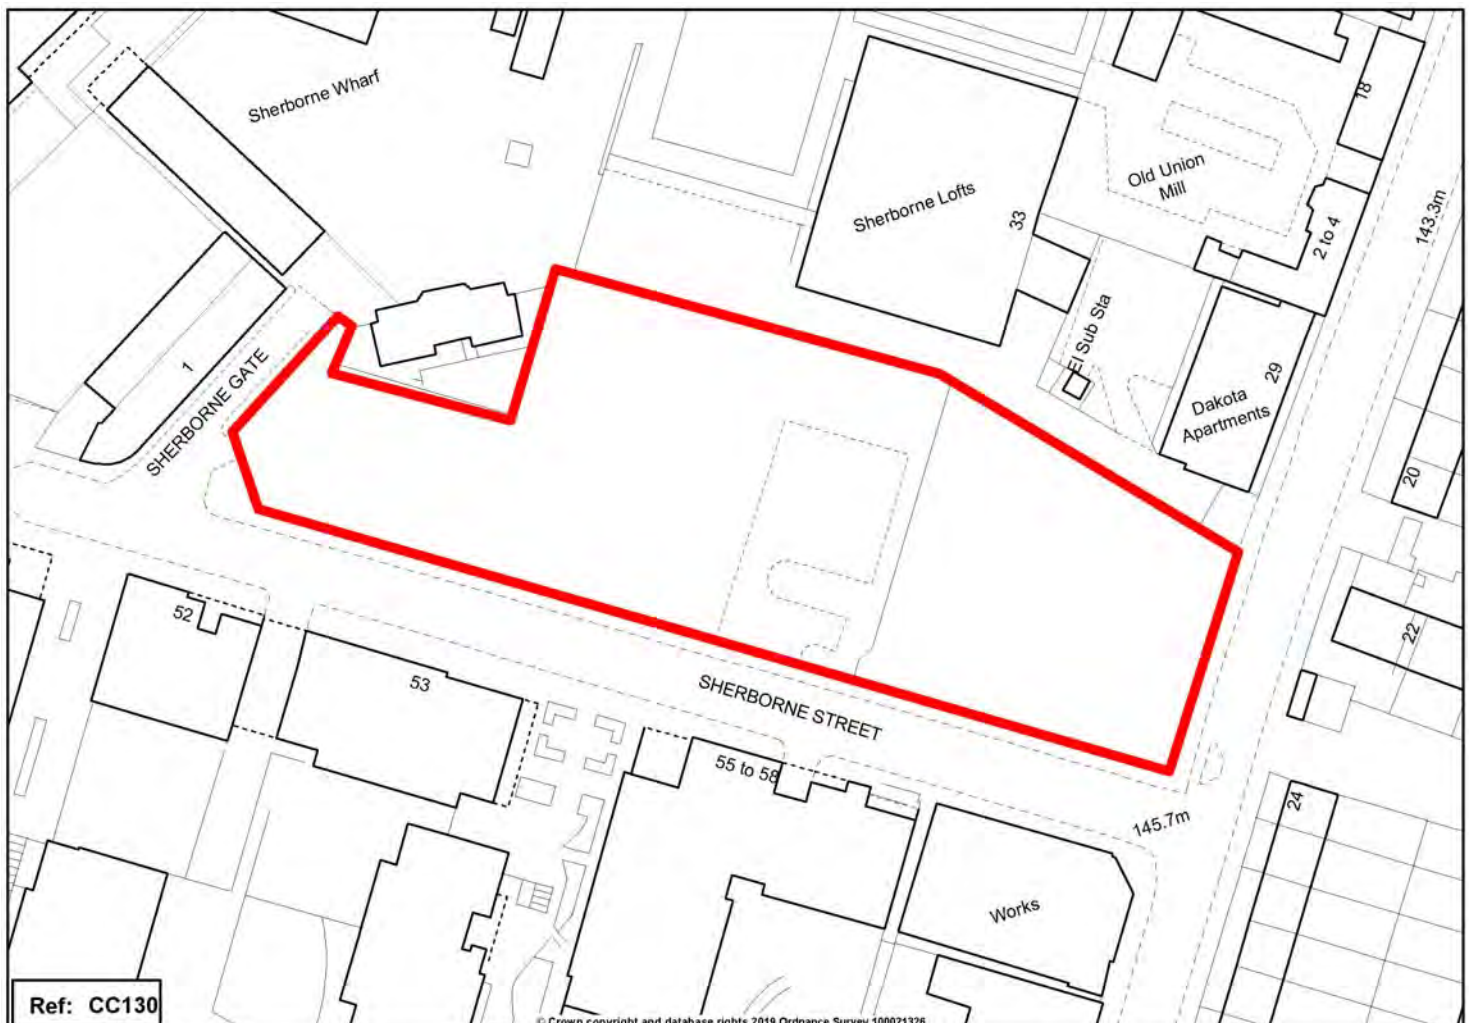 Sherborne Wharf
18
Old Union
Mill
Sherborne Lofts
33
2 to 4
143.3m
El Sub Sta
1
SHERBORNE GATE
29
Dakota
Apartments
20
52
53
22
SHERBORNE STREET
55 to 58
145.7m
24
Works
Ref: CC130
© Crown copyright and database rights 2019 Ordnance Survey 100021326